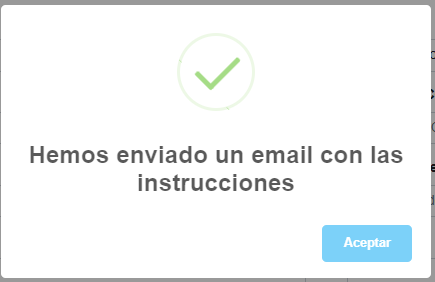 Hemos enviado un email con las
instrucciones
Aceptar